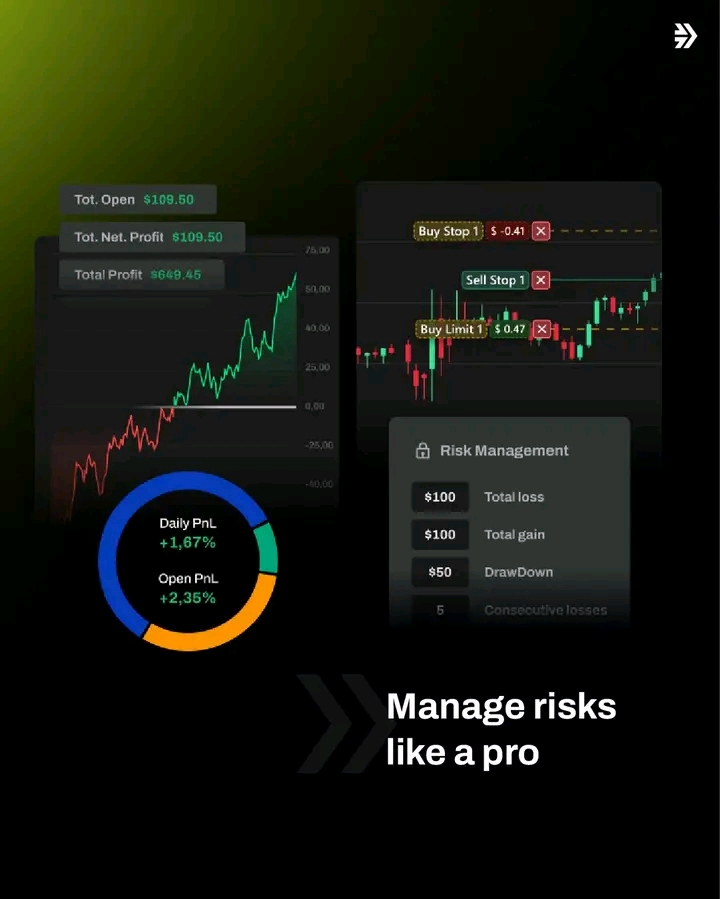 Tot. Open $109.50
Tot. Net. Profit $109.50
Total Profit $649.45
75,00
60,00
40,00
25,00
0,00
-25,00
-40,00
Daily PnL
+1,67%
Open PnL
+2,35%
Buy Stop 1 $ -0.41
Sell Stop 1
Buy Limit 1 $ 0.47
Risk Management
$100 Total loss
$100 Total gain
$50 DrawDown
5 Consecutive losses
Manage risks
like a pro